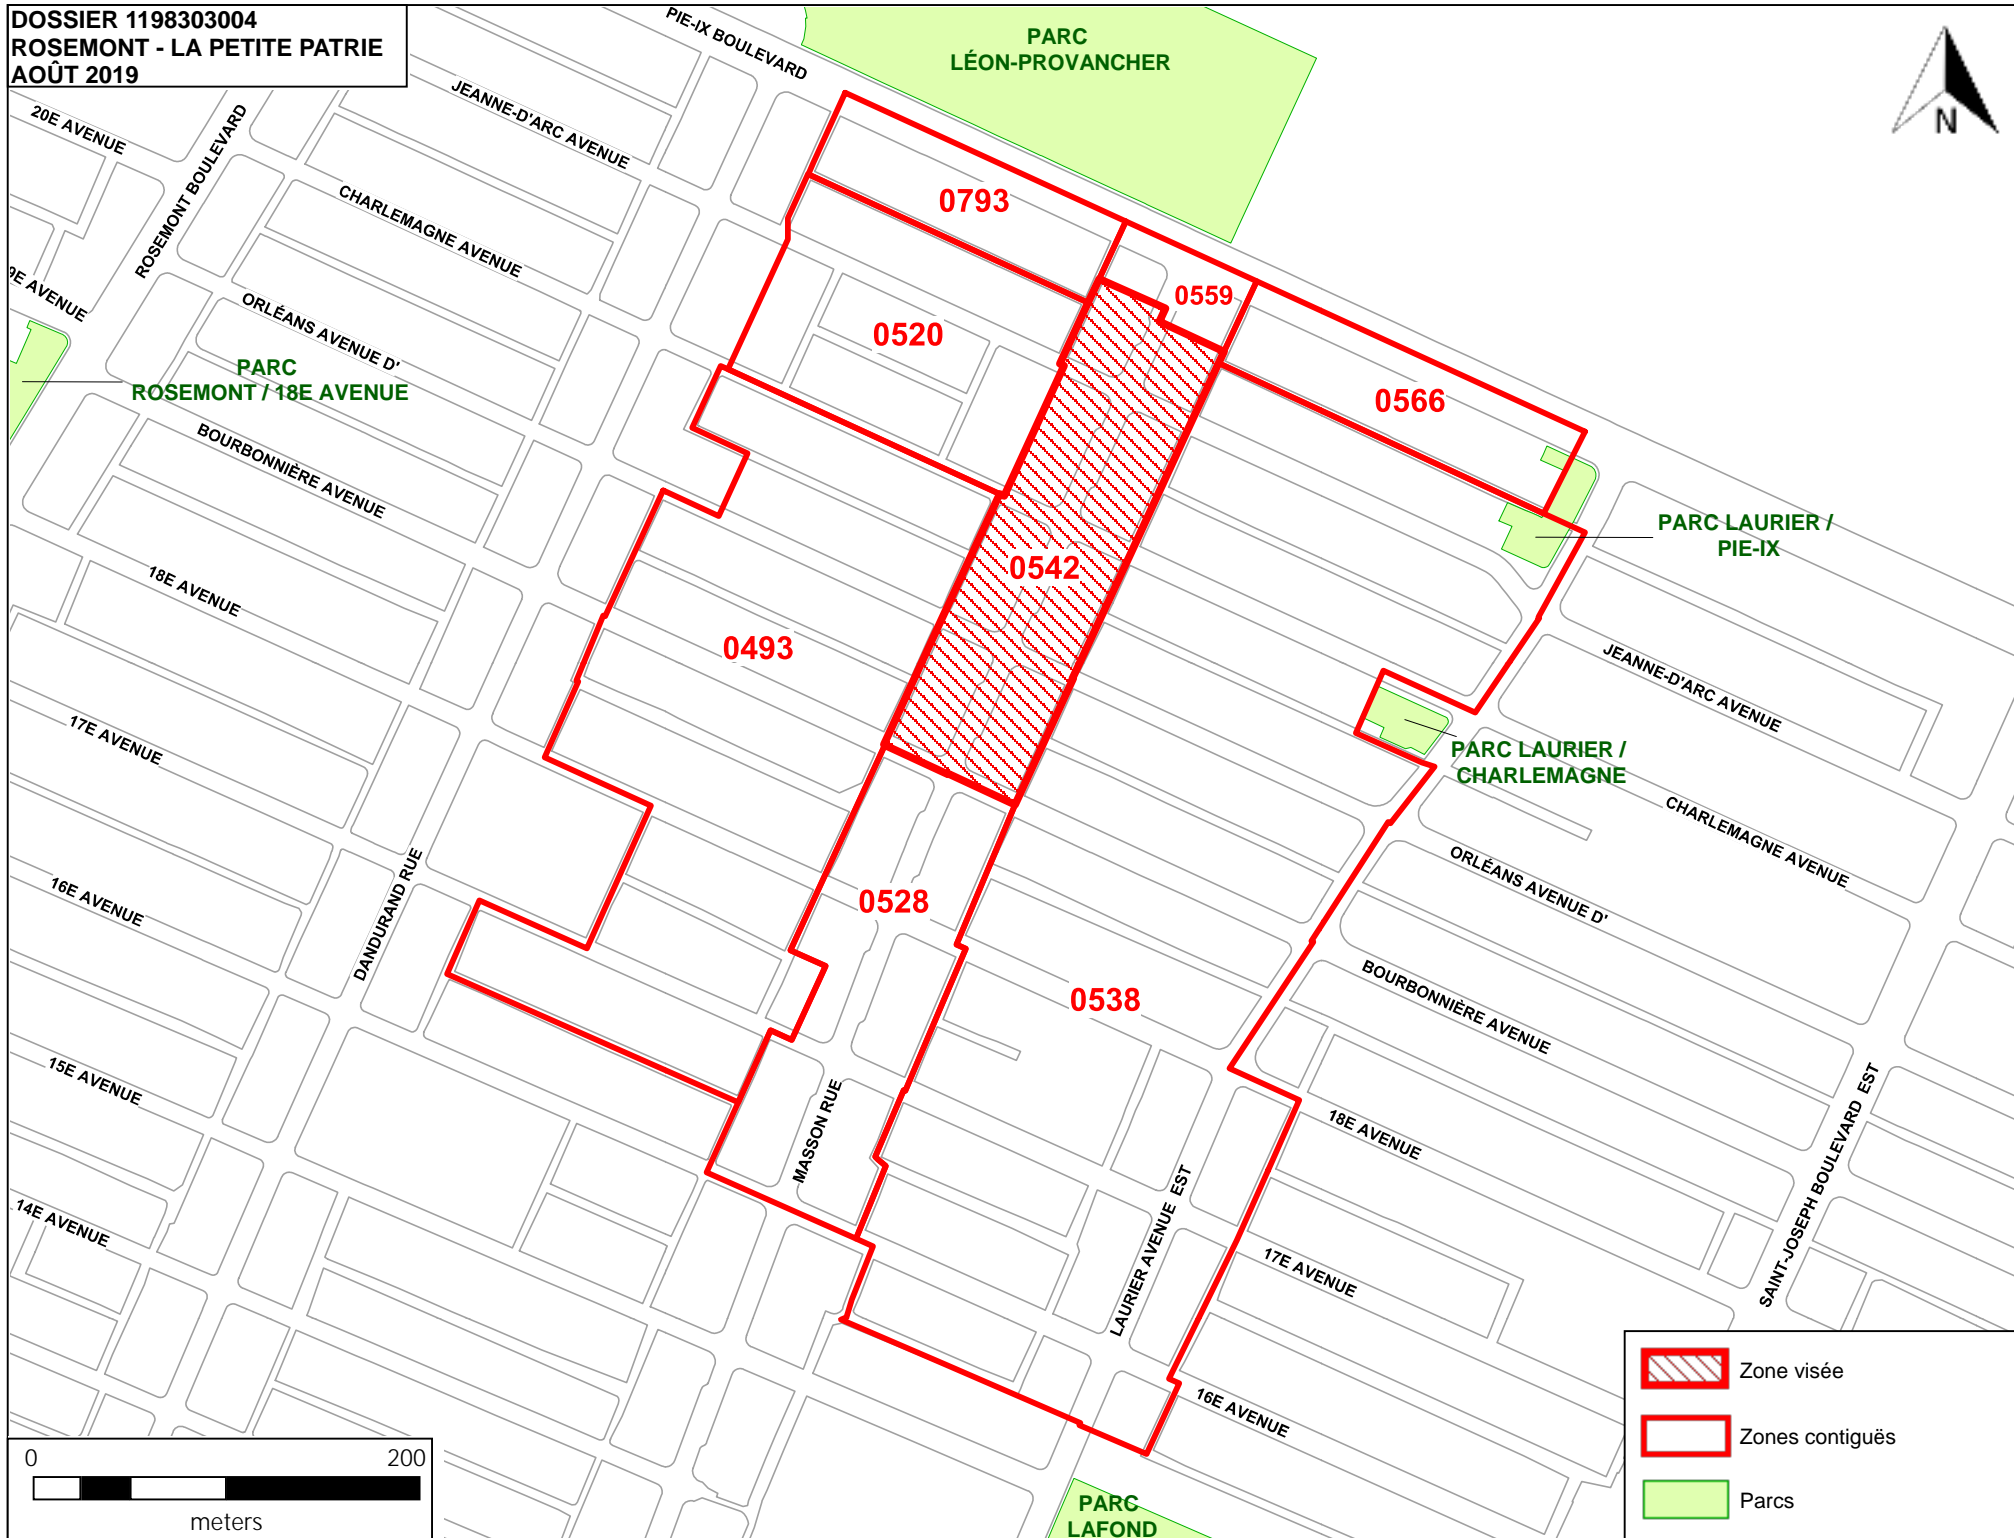 DOSSIER 1198303004
ROSEMONT - LA PETITE PATRIE
AOÛT 2019
PIE-IX BOULEVARD
PARC
LÉON-PROVANCHER
N
20E AVENUE
ROSEMONT BOULEVARD
JEANNE-D'ARC AVENUE
CHARLEMAGNE AVENUE
0793
9E AVENUE
ORLÉANS AVENUE D'
0559
0520
PARC
ROSEMONT / 18E AVENUE
0566
BOURBONNIÈRE AVENUE
PARC LAURIER /
PIE-IX
18E AVENUE
0542
0493
JEANNE-D'ARC AVENUE
17E AVENUE
PARC LAURIER /
CHARLEMAGNE
CHARLEMAGNE AVENUE
ORLÉANS AVENUE D'
16E AVENUE
DANDURAND RUE
0528
0538
BOURBONNIÈRE AVENUE
15E AVENUE
MASSON RUE
18E AVENUE
SAINT-JOSEPH BOULEVARD EST
14E AVENUE
LAURIER AVENUE EST
17E AVENUE
16E AVENUE
Zone visée
Zones contiguës
Parcs
0 200
meters
PARC
LAFOND